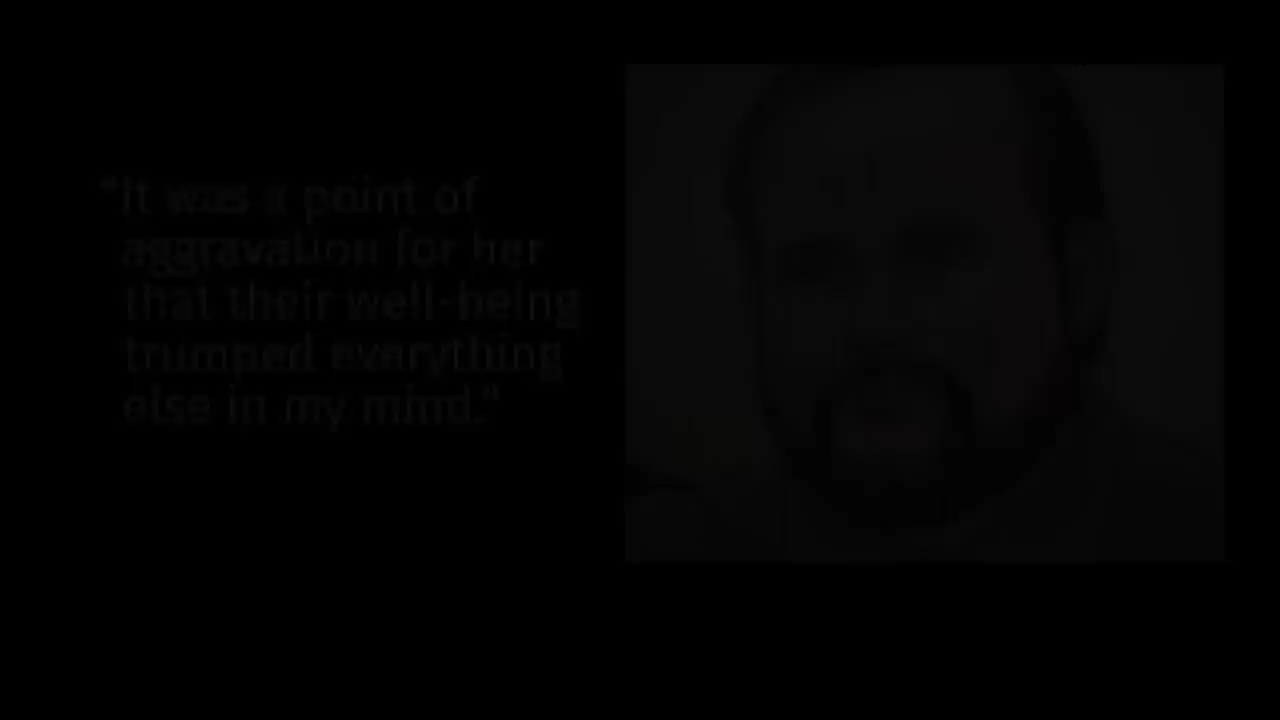 "It was a point of
aggravation for her
that their well-being
trumped everything
else in my mind."